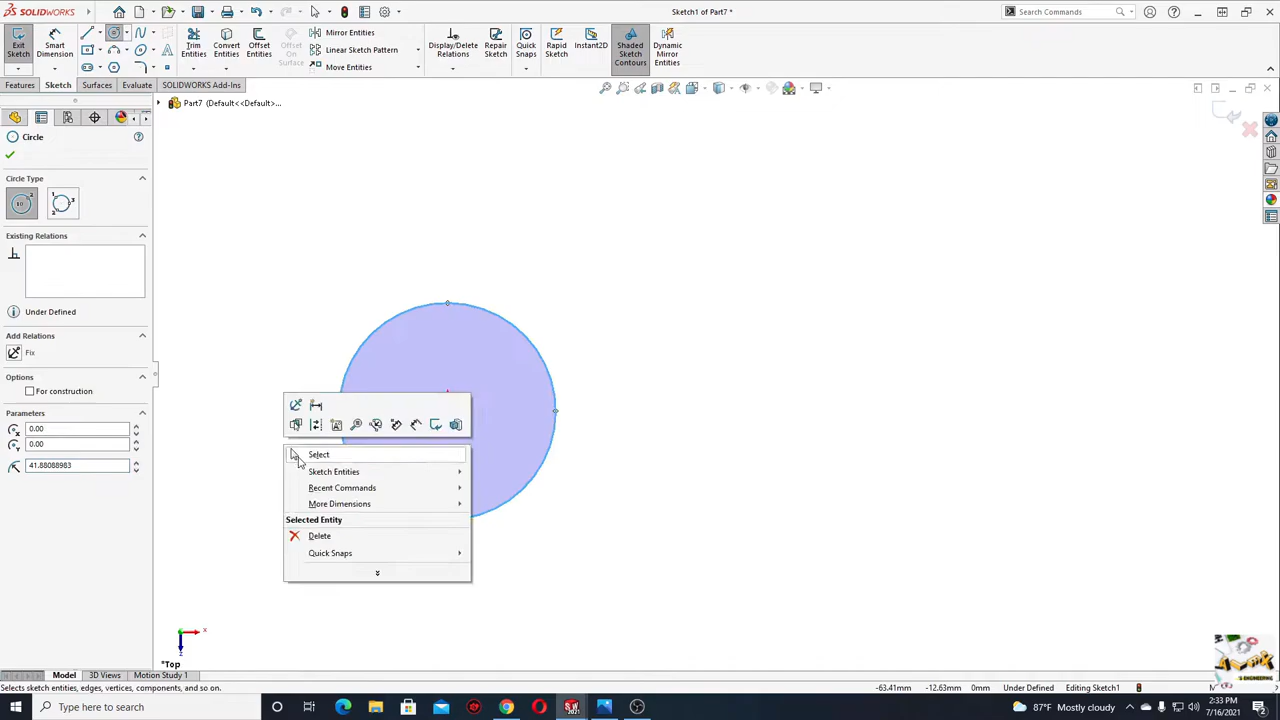 SOLIDWORKS
Sketch1 of Part7 *
Search Commands
Exit Sketch
Smart Dimension
Trim Entities
Convert Entities
Offset Entities
Offset On Surface
Mirror Entities
Linear Sketch Pattern
Move Entities
Display/Delete Relations
Repair Sketch
Quick Snaps
Rapid Sketch
Instant2D
Shaded Sketch Contours
Dynamic Mirror Entities
Features
Sketch
Surfaces
Evaluate
SOLIDWORKS Add-Ins
Part7 (Default<<Default>...
Circle
Circle Type
Existing Relations
Under Defined
Add Relations
Fix
Options
For construction
Parameters
0.00
0.00
41.88088983
Select
Sketch Entities
Recent Commands
More Dimensions
Selected Entity
Delete
Quick Snaps
x
z
*Top
Model
3D Views
Motion Study 1
Selects sketch entities, edges, vertices, components, and so on.
-63.41mm
-12.63mm
0mm
Under Defined
Editing Sketch1
ENGINEERING
Type here to search
87°F Mostly cloudy
2:33 PM
7/16/2021